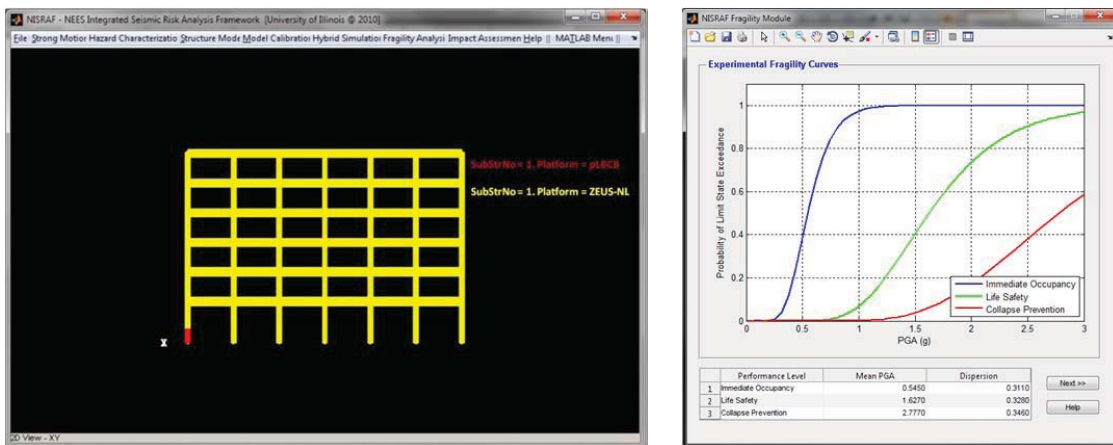 NISRAF - NEES Integrated Seismic Risk Analysis Framework  [University of Illinois @ 2010]
File Strong Motion Hazard Characterizatio Structure Mode Model Calibration Hybrid Simulation Fragility Analysi Impact Assessmen Help || MATLAB Menu ||
SubStrNo = 1. Platform = pLBCB
SubStrNo = 1. Platform = ZEUS-NL
X
2D View - XY
NISRAF Fragility Module
Experimental Fragility Curves
Probability of Limit State Exceedance
1
0.8
0.6
0.4
0.2
0
0 0.5 1 1.5 2 2.5 3
PGA (g)
Immediate Occupancy
Life Safety
Collapse Prevention
Performance Level Mean PGA Dispersion
1 Immediate Occupancy 0.5450 0.3110
2 Life Safety 1.6270 0.3280
3 Collapse Prevention 2.7770 0.3460
Next >>
Help